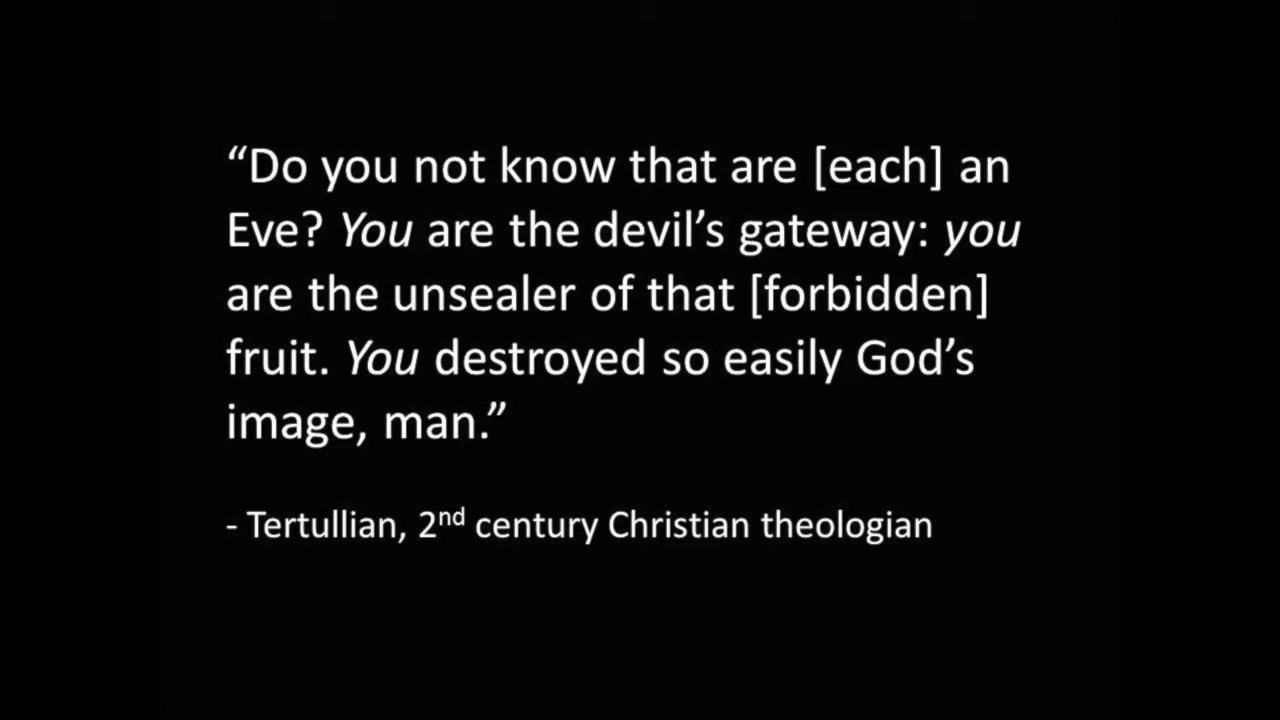 “Do you not know that are [each] an
Eve? You are the devil’s gateway: you
are the unsealer of that [forbidden]
fruit. You destroyed so easily God’s
image, man.”
- Tertullian, 2nd century Christian theologian